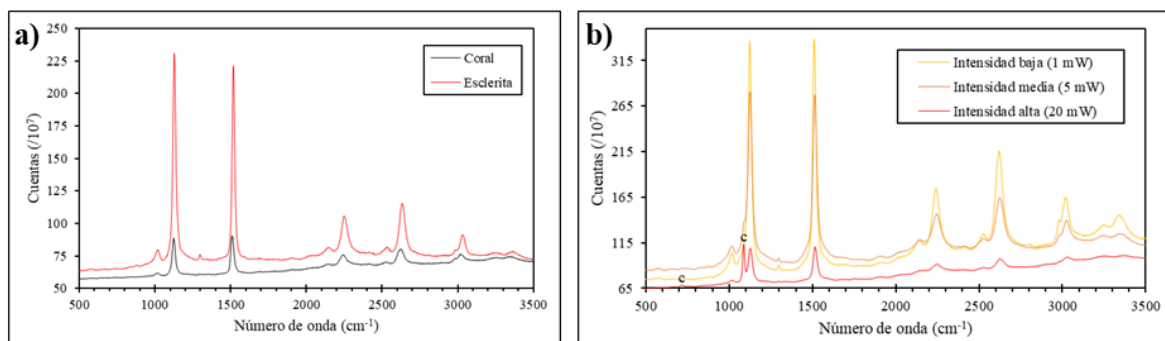 a)
250
225
200
175
150
125
100
75
50
500 1000 1500 2000 2500 3000 3500
Cuentas (/10⁷)
Número de onda (cm⁻¹)
Coral
Esclerita
b)
315
265
215
165
115
65
500 1000 1500 2000 2500 3000 3500
Cuentas (/10⁷)
Número de onda (cm⁻¹)
Intensidad baja (1 mW)
Intensidad media (5 mW)
Intensidad alta (20 mW)
c
c